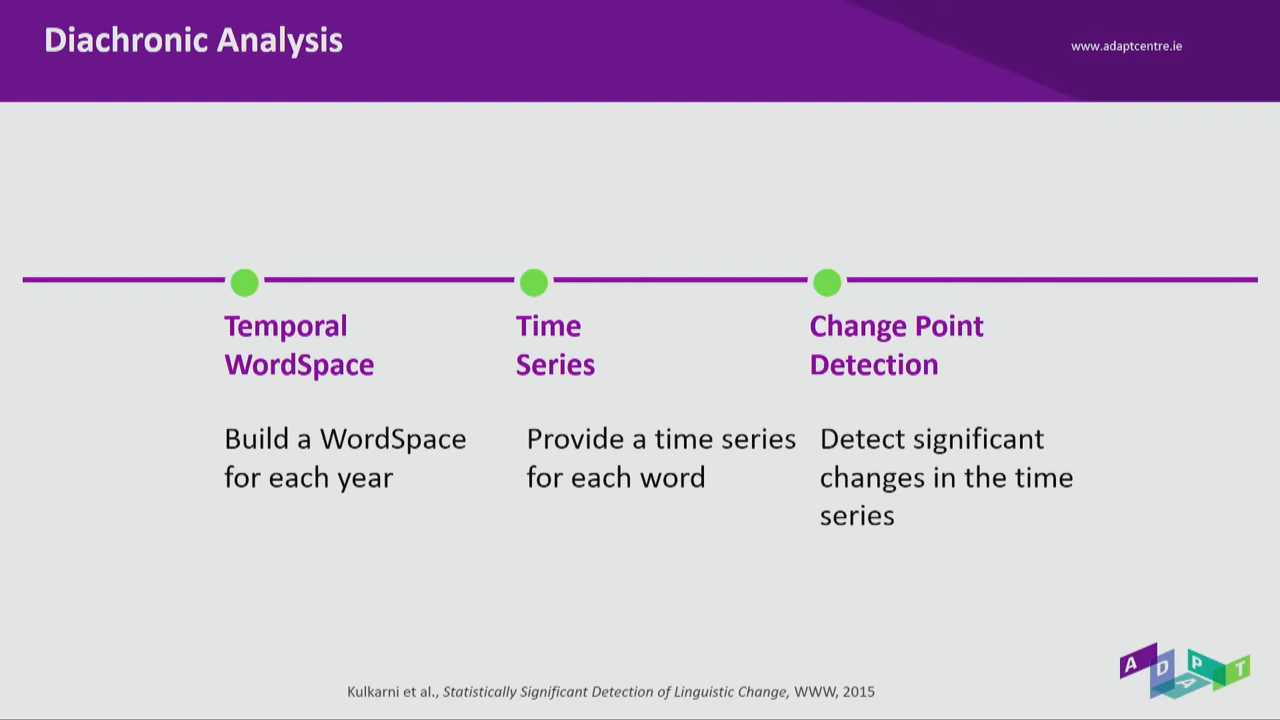 Diachronic Analysis
www.adaptcentre.ie
Temporal
WordSpace
Build a WordSpace
for each year
Time
Series
Provide a time series
for each word
Change Point
Detection
Detect significant
changes in the time
series
Kulkarni et al., Statistically Significant Detection of Linguistic Change, WWW, 2015
ADAPT